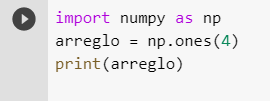 import numpy as np
arreglo = np.ones(4)
print(arreglo)